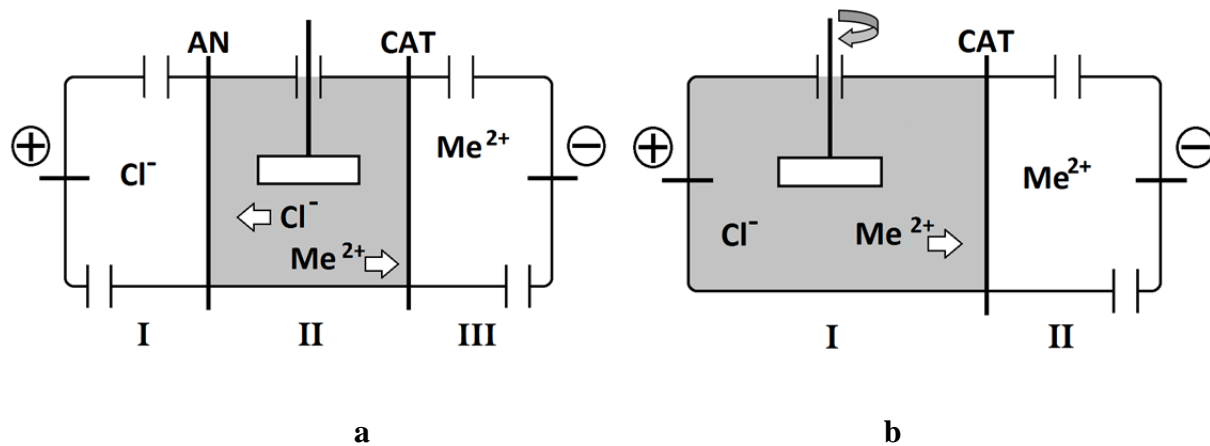 AN CAT CAT
Me²⁺ Me²⁺
+ − + −
Cl⁻
Cl⁻ Cl⁻ Me²⁺
Me²⁺
I II III I II
a b